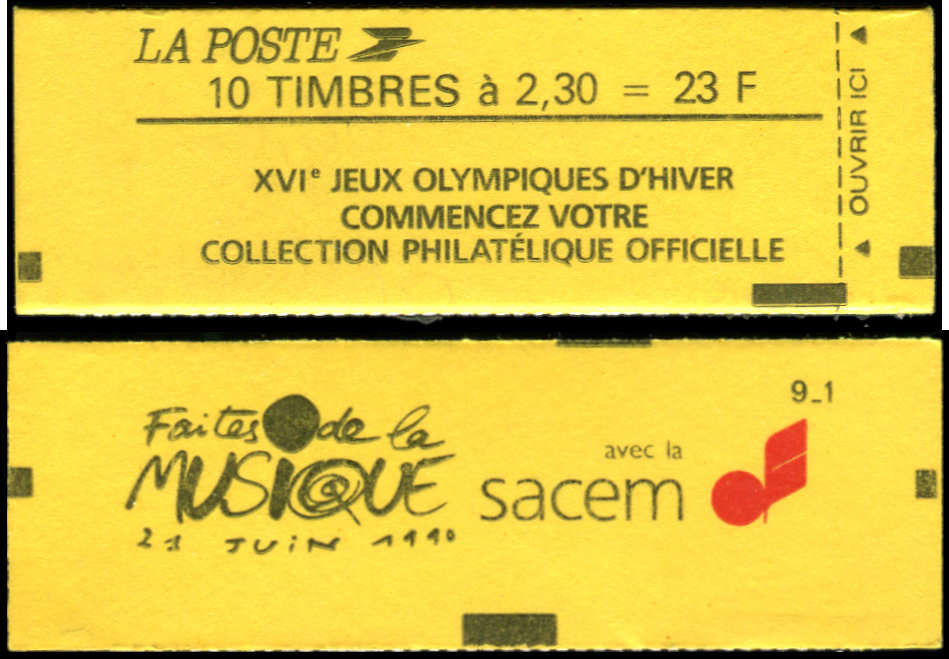 LA POSTE
10 TIMBRES à 2,30 = 23 F
XVIᵉ JEUX OLYMPIQUES D'HIVER
COMMENCEZ VOTRE
COLLECTION PHILATÉLIQUE OFFICIELLE
▲ OUVRIR ICI ▲
9_1
Faites de la
MUSIQUE
21 JUiN 1990
avec la
sacem